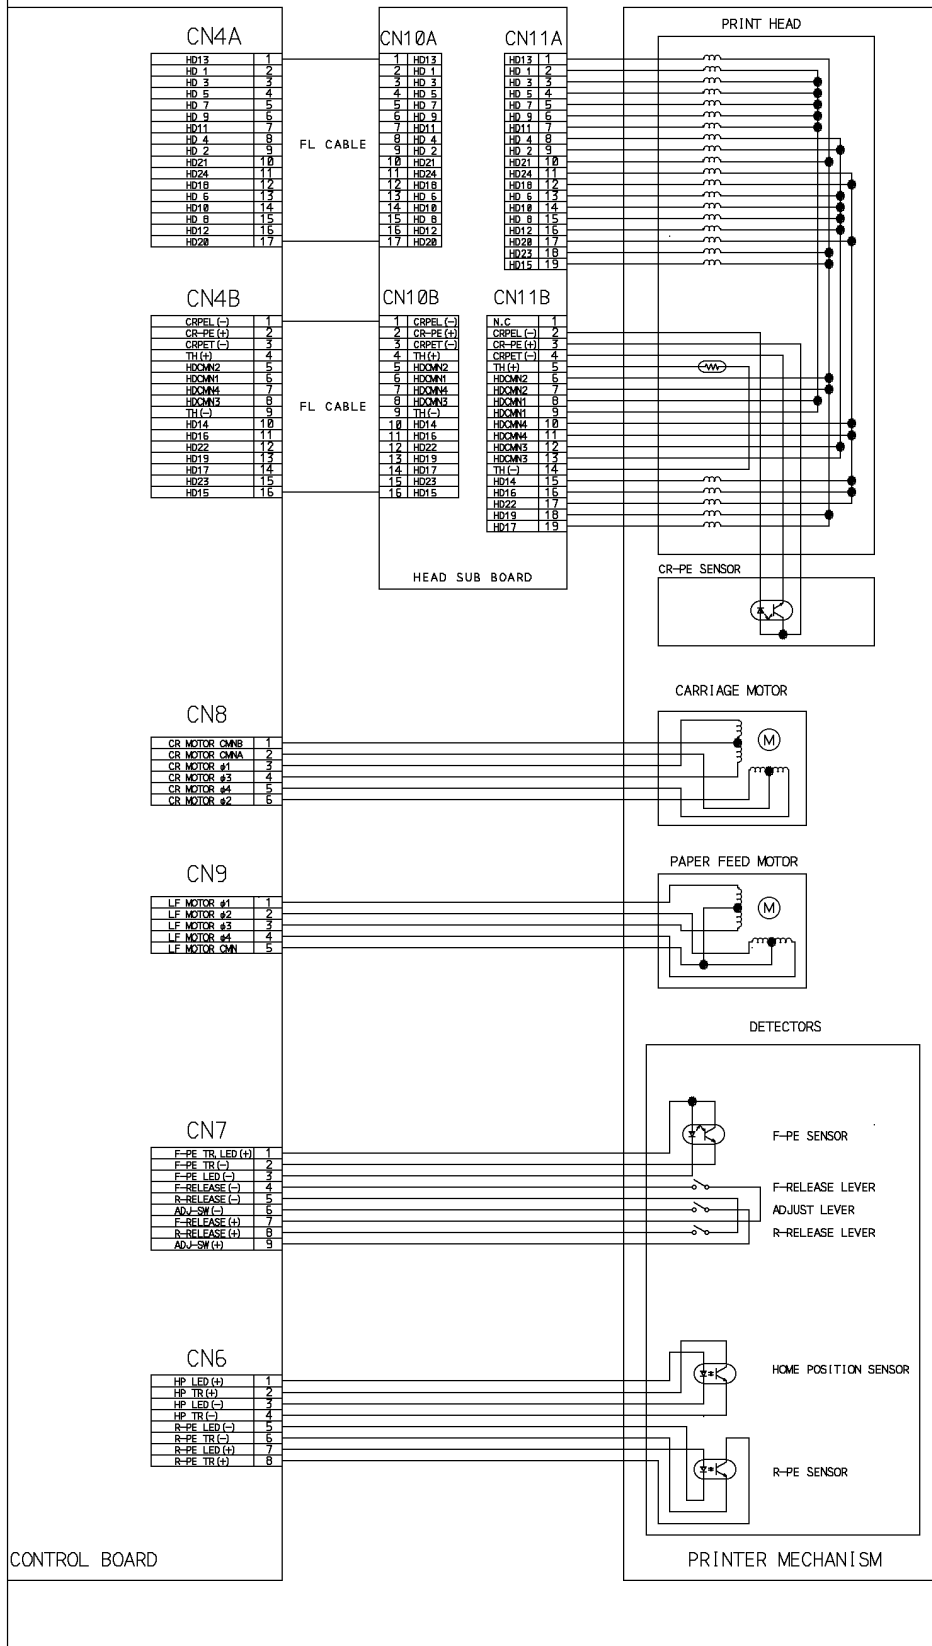 PRINT HEAD
CN4A
CN10A
CN11A
HD13 1
HD 1 2
HD 3 3
HD 5 4
HD 7 5
HD 9 6
HD11 7
HD 4 8
HD 2 9
HD21 10
HD24 11
HD18 12
HD 6 13
HD10 14
HD 8 15
HD12 16
HD20 17
FL CABLE
1 HD13
2 HD 1
3 HD 3
4 HD 5
5 HD 7
6 HD 9
7 HD11
8 HD 4
9 HD 2
10 HD21
11 HD24
12 HD18
13 HD 6
14 HD10
15 HD 8
16 HD12
17 HD20
HD13 1
HD 1 2
HD 3 3
HD 5 4
HD 7 5
HD 9 6
HD11 7
HD 4 8
HD 2 9
HD21 10
HD24 11
HD18 12
HD 6 13
HD10 14
HD 8 15
HD12 16
HD20 17
HD23 18
HD15 19
CN4B
CN10B
CN11B
CRPEL(-) 1
CR-PE(+) 2
CRPET(-) 3
TH(+) 4
HDCMN2 5
HDCMN1 6
HDCMN4 7
HDCMN3 8
TH(-) 9
HD14 10
HD16 11
HD22 12
HD19 13
HD17 14
HD23 15
HD15 16
FL CABLE
1 CRPEL(-)
2 CR-PE(+)
3 CRPET(-)
4 TH(+)
5 HDCMN2
6 HDCMN1
7 HDCMN4
8 HDCMN3
9 TH(-)
10 HD14
11 HD16
12 HD22
13 HD19
14 HD17
15 HD23
16 HD15
N.C 1
CRPEL(-) 2
CR-PE(+) 3
CRPET(-) 4
TH(+) 5
HDCMN2 6
HDCMN2 7
HDCMN1 8
HDCMN1 9
HDCMN4 10
HDCMN4 11
HDCMN3 12
HDCMN3 13
TH(-) 14
HD14 15
HD16 16
HD22 17
HD19 18
HD17 19
HEAD SUB BOARD
CR-PE SENSOR
CARRIAGE MOTOR
CN8
CR MOTOR CMNB 1
CR MOTOR CMNA 2
CR MOTOR ø1 3
CR MOTOR ø3 4
CR MOTOR ø4 5
CR MOTOR ø2 6
M
PAPER FEED MOTOR
CN9
LF MOTOR ø1 1
LF MOTOR ø2 2
LF MOTOR ø3 3
LF MOTOR ø4 4
LF MOTOR CMN 5
M
DETECTORS
CN7
F-PE TR,LED(+) 1
F-PE TR(-) 2
F-PE LED(-) 3
F-RELEASE(-) 4
R-RELEASE(-) 5
ADJ-SW(-) 6
F-RELEASE(+) 7
R-RELEASE(+) 8
ADJ-SW(+) 9
F-PE SENSOR
F-RELEASE LEVER
ADJUST LEVER
R-RELEASE LEVER
CN6
HP LED(+) 1
HP TR(+) 2
HP LED(-) 3
HP TR(-) 4
R-PE LED(-) 5
R-PE TR(-) 6
R-PE LED(+) 7
R-PE TR(+) 8
HOME POSITION SENSOR
R-PE SENSOR
CONTROL BOARD
PRINTER MECHANISM